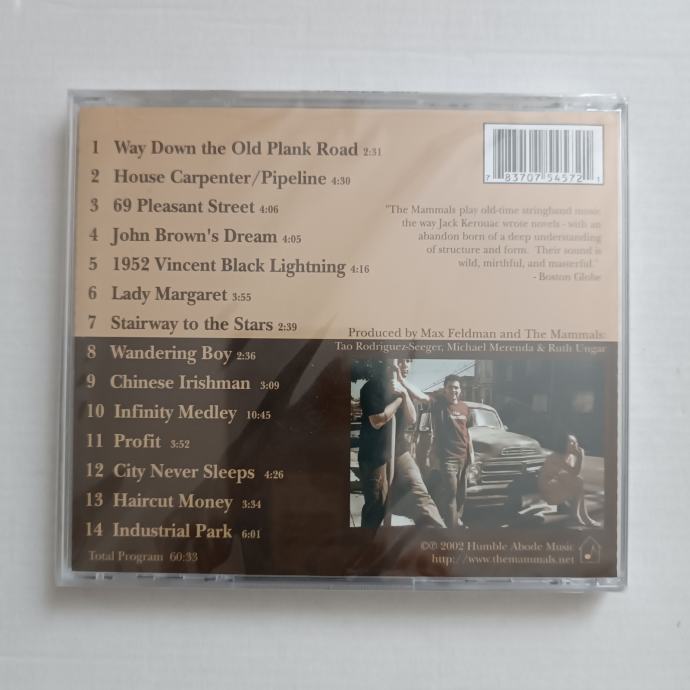 1 Way Down the Old Plank Road 2:31
2 House Carpenter/Pipeline 4:30
3 69 Pleasant Street 4:06
4 John Brown's Dream 4:05
5 1952 Vincent Black Lightning 4:16
6 Lady Margaret 3:55
7 Stairway to the Stars 2:39
8 Wandering Boy 2:36
9 Chinese Irishman 3:09
10 Infinity Medley 10:45
11 Profit 3:52
12 City Never Sleeps 4:26
13 Haircut Money 3:34
14 Industrial Park 6:01
Total Program 60:33
7 83707 54572 1
"The Mammals play old-time stringband music
the way Jack Kerouac wrote novels - with an
abandon born of a deep understanding
of structure and form. Their sound is
wild, mirthful, and masterful."
- Boston Globe
Produced by Max Feldman and The Mammals:
Tao Rodriguez-Seeger, Michael Merenda & Ruth Ungar
©℗ 2002 Humble Abode Music
http://www.themammals.net